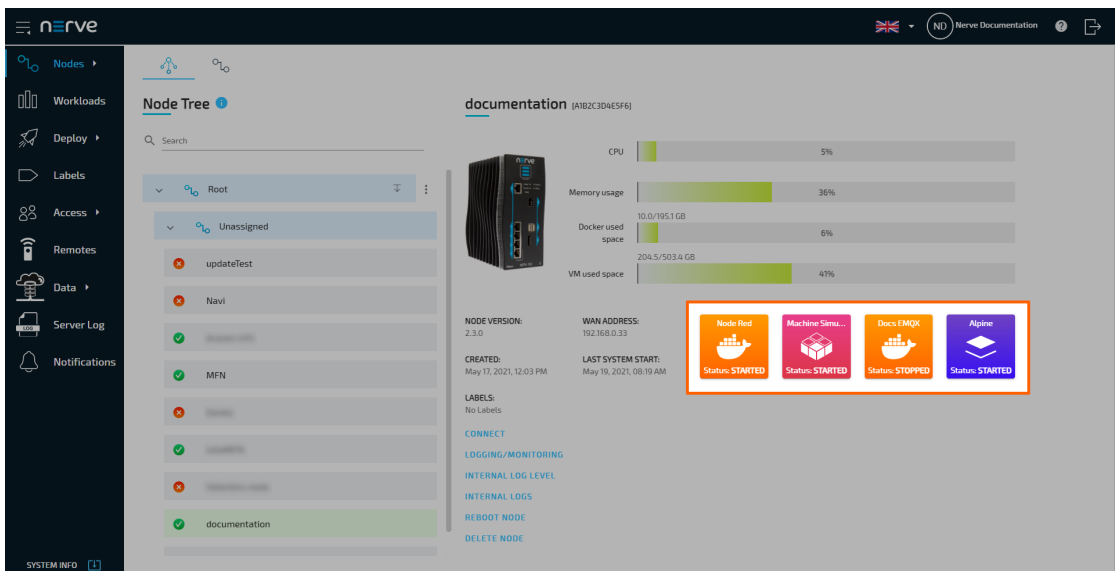 nerve
ND Nerve Documentation
Nodes
Workloads
Deploy
Labels
Access
Remotes
Data
LOG Server Log
Notifications
SYSTEM INFO
Node Tree
Search
Root
Unassigned
updateTest
Navi
MFN
documentation
documentation [A1B2C3D4E5F6]
nerve
CPU 5%
Memory usage 36%
10.0/195.1 GB
Docker used space 6%
204.5/503.4 GB
VM used space 41%
NODE VERSION:
2.3.0
WAN ADDRESS:
192.168.0.33
CREATED:
May 17, 2021, 12:03 PM
LAST SYSTEM START:
May 19, 2021, 08:19 AM
LABELS:
No Labels
CONNECT
LOGGING/MONITORING
INTERNAL LOG LEVEL
INTERNAL LOGS
REBOOT NODE
DELETE NODE
Node Red
Status: STARTED
Machine Simu...
Status: STARTED
Docs EMQX
Status: STOPPED
Alpine
Status: STARTED